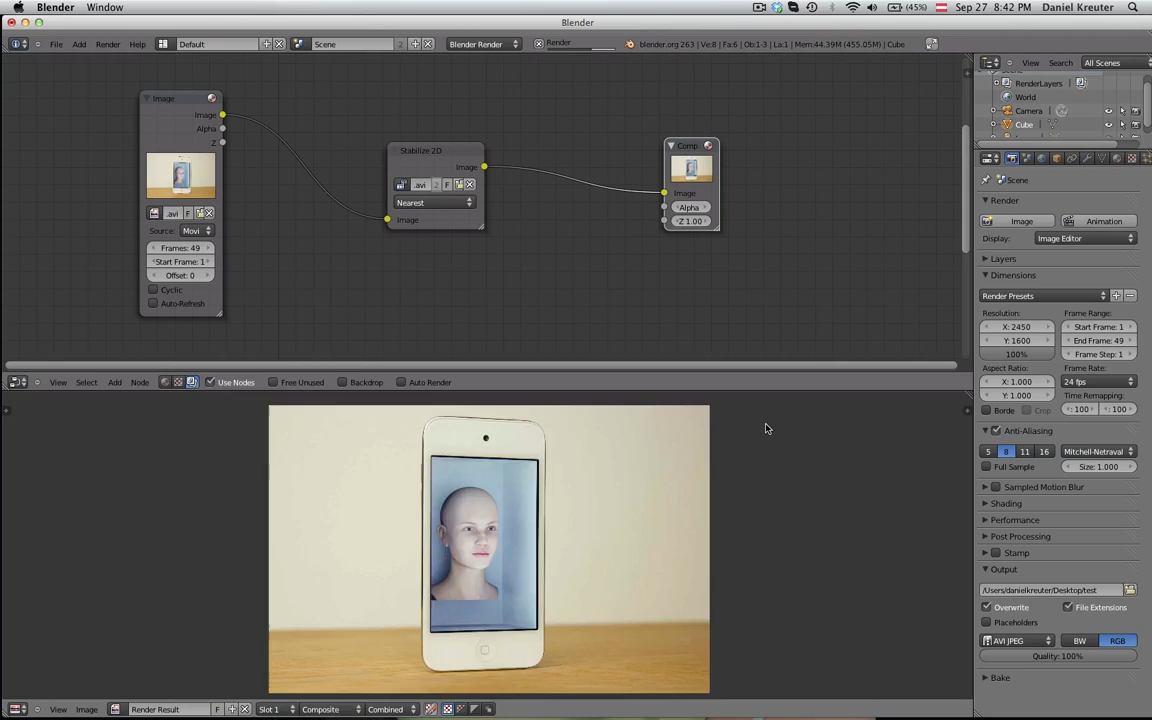 Blender Window (45%) Sep 27 8:42 PM Daniel Kreuter
Blender
File Add Render Help Default Scene 2 Blender Render Render blender.org 263 | Ve:8 | Fa:6 | Ob:1-3 | La:1 | Mem:44.39M (455.05M) | Cube
View Search All Scenes
RenderLayers
World
Camera
Cube
Image
Image
Alpha
Z
.avi F
Source: Movi
Frames: 49
Start Frame: 1
Offset: 0
Cyclic
Auto-Refresh
Stabilize 2D
Image
.avi 2 F
Nearest
Image
Comp
Image
Alpha
Z 1.00
Scene
Render
Image Animation
Display: Image Editor
Layers
Dimensions
Render Presets
Resolution: Frame Range:
X: 2450 Start Frame: 1
Y: 1600 End Frame: 49
100% Frame Step: 1
Aspect Ratio: Frame Rate:
X: 1.000 24 fps
Y: 1.000 Time Remapping:
Borde Crop : 100 : 100
Anti-Aliasing
5 8 11 16 Mitchell-Netraval
Full Sample Size: 1.000
Sampled Motion Blur
Shading
Performance
Post Processing
Stamp
Output
/Users/danielkreuter/Desktop/test
Overwrite File Extensions
Placeholders
AVI JPEG BW RGB
Quality: 100%
Bake
View Select Add Node Use Nodes Free Unused Backdrop Auto Render
View Image Render Result F Slot 1 Composite Combined